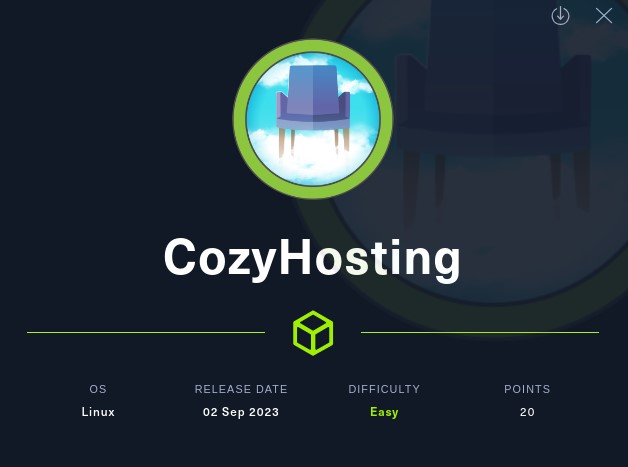 CozyHosting
OS RELEASE DATE DIFFICULTY POINTS
Linux 02 Sep 2023 Easy 20